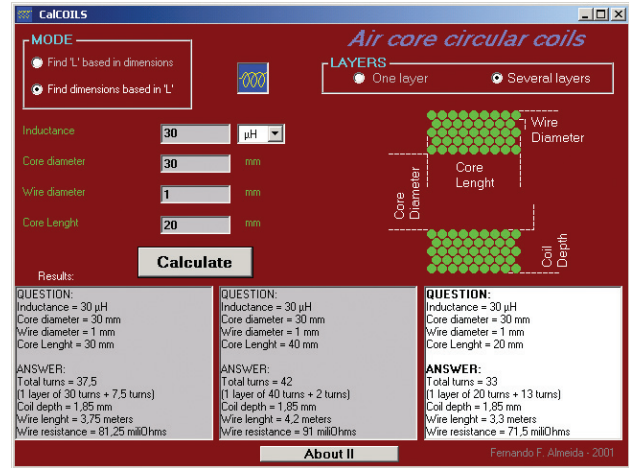 CalCOILS
MODE
Find 'L' based in dimensions
Find dimensions based in 'L'
Air core circular coils
LAYERS
One layer
Several layers
Inductance
30
µH
Core diameter
30
mm
Wire diameter
1
mm
Core Lenght
20
mm
Calculate
Wire
Diameter
Core
Lenght
Core
Diameter
Coil
Depth
Results:
QUESTION:
Inductance = 30 µH
Core diameter = 30 mm
Wire diameter = 1 mm
Core Lenght = 30 mm
ANSWER:
Total turns = 37,5
(1 layer of 30 turns + 7,5 turns)
Coil depth = 1,85 mm
Wire lenght = 3,75 meters
Wire resistance = 81,25 miliOhms
QUESTION:
Inductance = 30 µH
Core diameter = 30 mm
Wire diameter = 1 mm
Core Lenght = 40 mm
ANSWER:
Total turns = 42
(1 layer of 40 turns + 2 turns)
Coil depth = 1,85 mm
Wire lenght = 4,2 meters
Wire resistance = 91 miliOhms
QUESTION:
Inductance = 30 µH
Core diameter = 30 mm
Wire diameter = 1 mm
Core Lenght = 20 mm
ANSWER:
Total turns = 33
(1 layer of 20 turns + 13 turns)
Coil depth = 1,85 mm
Wire lenght = 3,3 meters
Wire resistance = 71,5 miliOhms
About II
Fernando F. Almeida - 2001